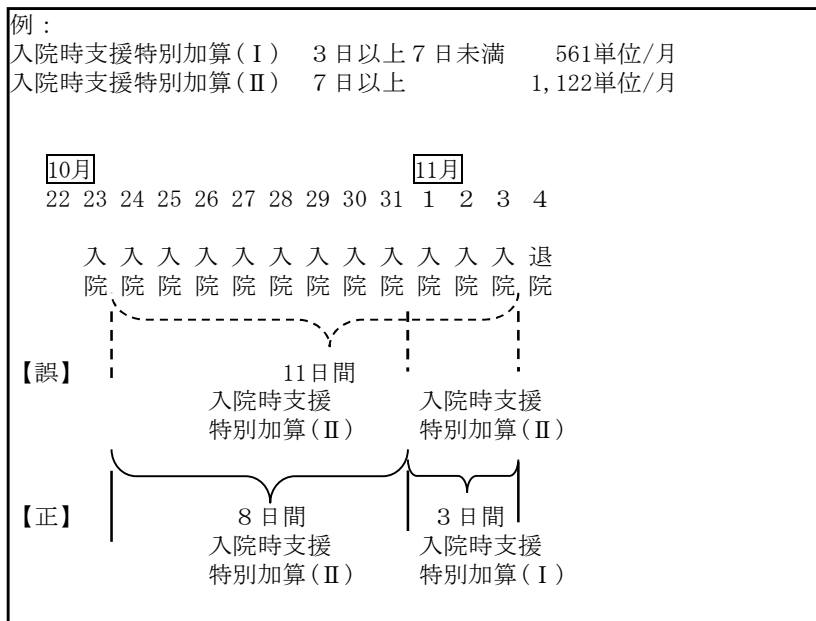 例：
入院時支援特別加算(Ⅰ)　３日以上７日未満　561単位/月
入院時支援特別加算(Ⅱ)　７日以上　1,122単位/月
10月　11月
22 23 24 25 26 27 28 29 30 31 １ ２ ３ ４
入院 入院 入院 入院 入院 入院 入院 入院 入院 入院 入院 入院 退院
【誤】　11日間
入院時支援　入院時支援
特別加算(Ⅱ)　特別加算(Ⅱ)
【正】　８日間　３日間
入院時支援　入院時支援
特別加算(Ⅱ)　特別加算(Ⅰ)